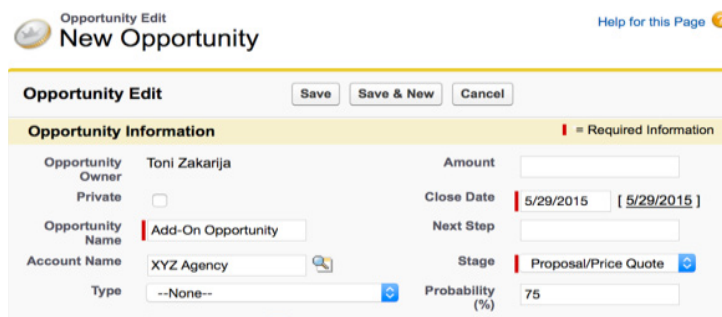 Opportunity Edit
New Opportunity
Help for this Page
Opportunity Edit
Save
Save & New
Cancel
Opportunity Information
= Required Information
Opportunity Owner
Toni Zakarija
Amount
Private
Close Date
5/29/2015
[ 5/29/2015 ]
Opportunity Name
Add-On Opportunity
Next Step
Account Name
XYZ Agency
Stage
Proposal/Price Quote
Type
--None--
Probability (%)
75